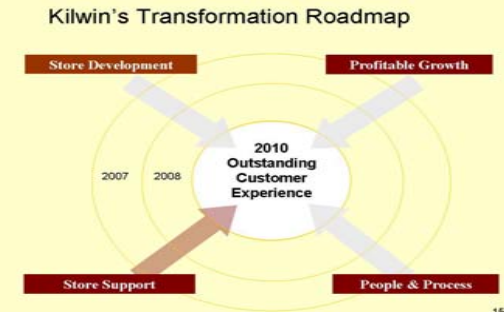 Kilwin's Transformation Roadmap
Store Development
Profitable Growth
2010
Outstanding
Customer
Experience
2007
2008
Store Support
People & Process
15